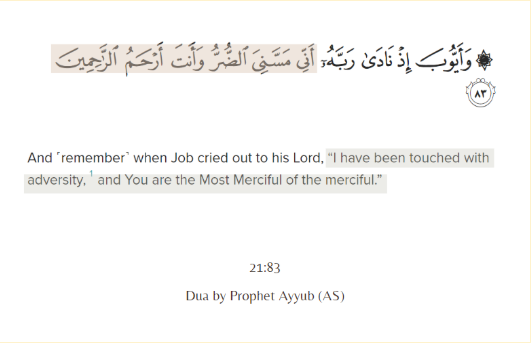 ۞ وَأَيُّوبَ إِذْ نَادَىٰ رَبَّهُۥٓ أَنِّى مَسَّنِىَ ٱلضُّرُّ وَأَنتَ أَرْحَمُ ٱلرَّٰحِمِينَ
٨٣
And ˹remember˺ when Job cried out to his Lord, “I have been touched with
adversity,¹ and You are the Most Merciful of the merciful.”
21:83
Dua by Prophet Ayyub (AS)